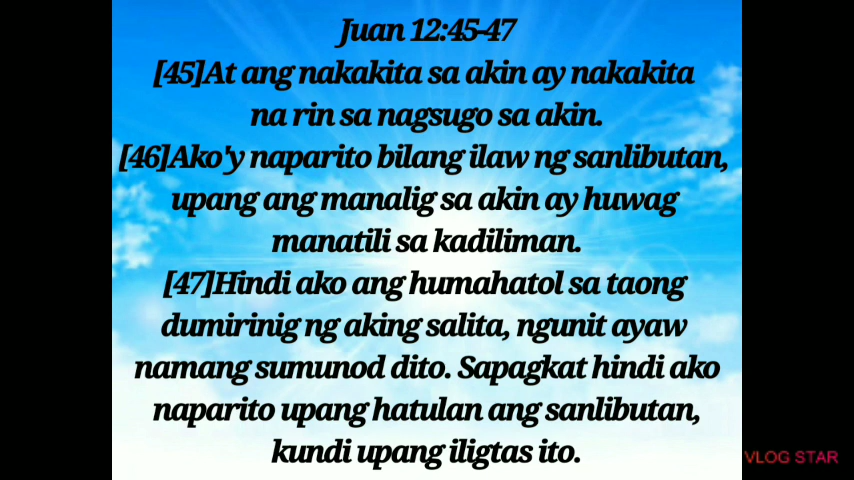 Juan 12:45-47
[45]At ang nakakita sa akin ay nakakita
na rin sa nagsugo sa akin.
[46]Ako'y naparito bilang ilaw ng sanlibutan,
upang ang manalig sa akin ay huwag
manatili sa kadiliman.
[47]Hindi ako ang humahatol sa taong
dumirinig ng aking salita, ngunit ayaw
namang sumunod dito. Sapagkat hindi ako
naparito upang hatulan ang sanlibutan,
kundi upang iligtas ito.
VLOG STAR